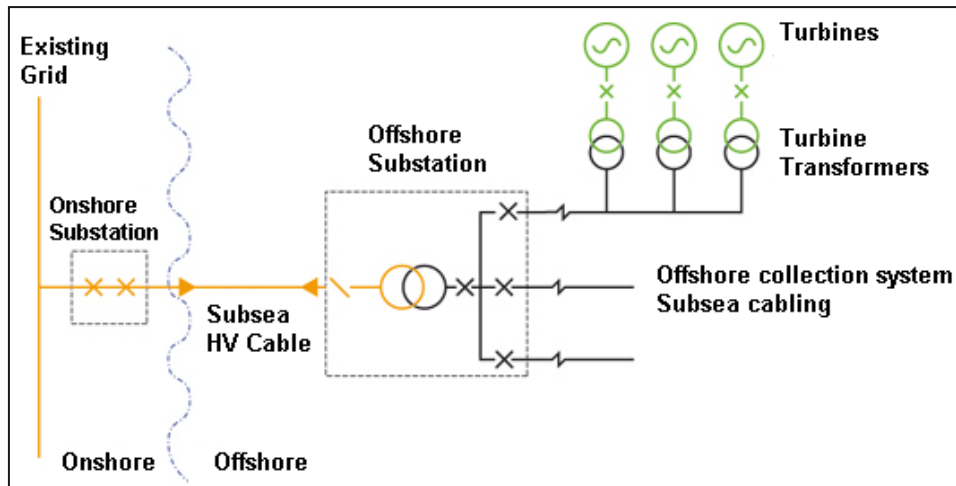 Existing
Grid
Turbines
Offshore
Substation
Turbine
Transformers
Onshore
Substation
Subsea
HV Cable
Offshore collection system
Subsea cabling
Onshore
Offshore